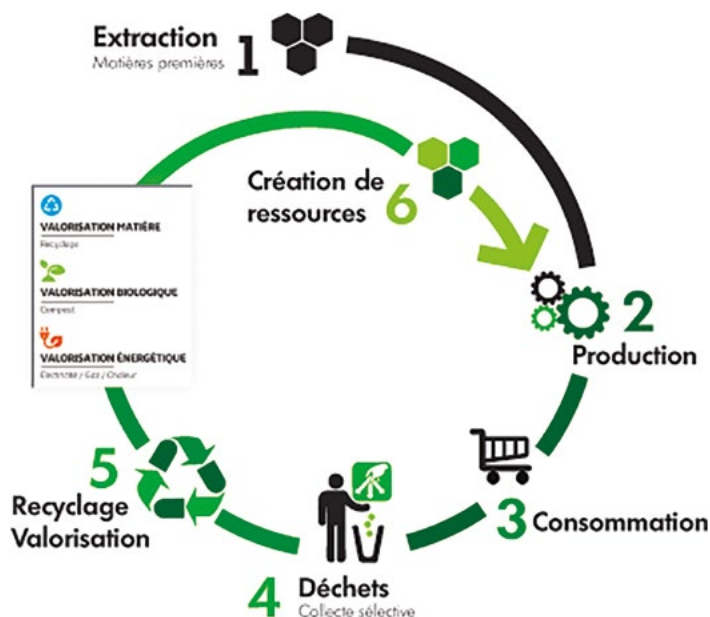 Extraction
Matières premières
1
Création de
ressources
6
VALORISATION MATIÈRE
Recyclage
VALORISATION BIOLOGIQUE
Compost
VALORISATION ÉNERGÉTIQUE
Électricité / Gaz / Chaleur
2
Production
3 Consommation
4
Déchets
Collecte sélective
5
Recyclage
Valorisation